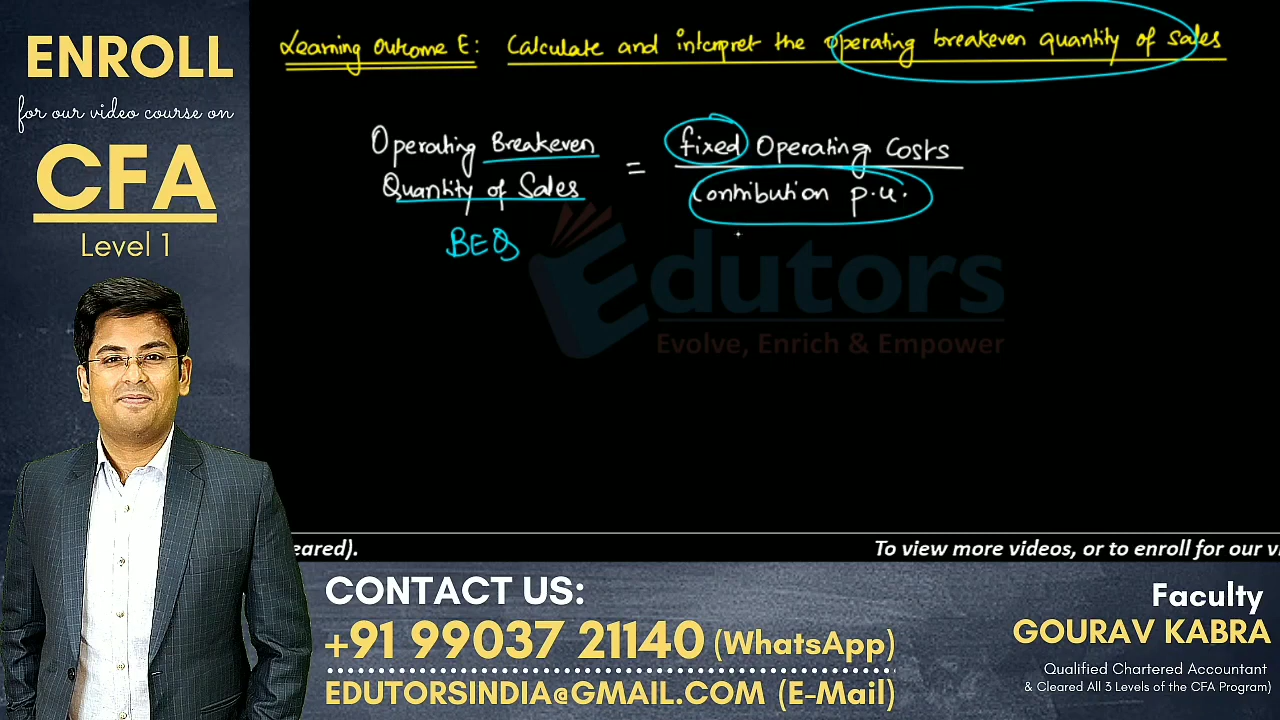 ENROLL
for our video course on
CFA
Level 1
Learning Outcome E: Calculate and interpret the operating breakeven quantity of sales
Operating Breakeven
Quantity of Sales
=
fixed Operating Costs
Contribution p.u.
BEQ
Edutors
Evolve, Enrich & Empower
eared).
To view more videos, or to enroll for our vi
CONTACT US:
+91 99037 21140 (WhatsApp)
EDUTORSINDIA@GMAIL.COM (E-Mail)
Faculty
GOURAV KABRA
Qualified Chartered Accountant
& Cleared All 3 Levels of the CFA Program)